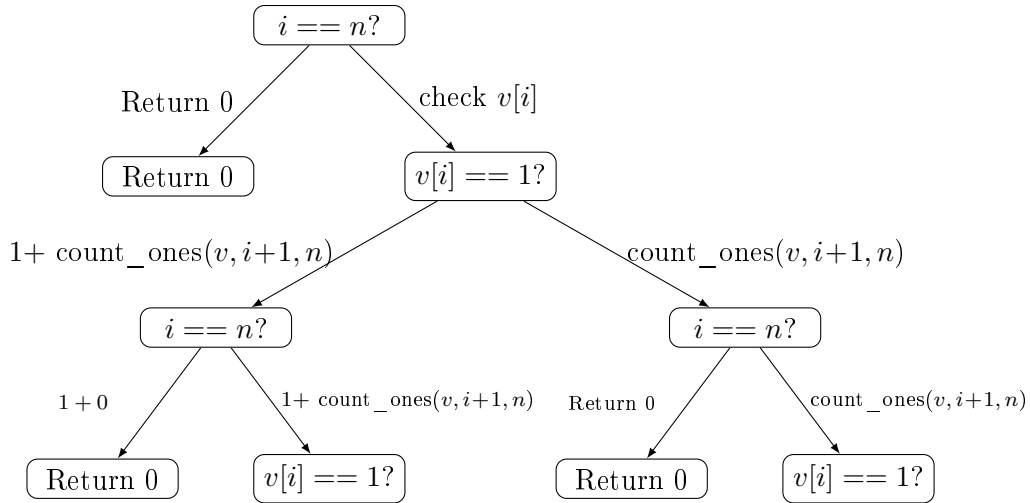 i == n?
Return 0
check v[i]
Return 0
v[i] == 1?
1+ count_ones(v, i+1, n)
count_ones(v, i+1, n)
i == n?
i == n?
1 + 0
1+ count_ones(v, i+1, n)
Return 0
count_ones(v, i+1, n)
Return 0
v[i] == 1?
Return 0
v[i] == 1?